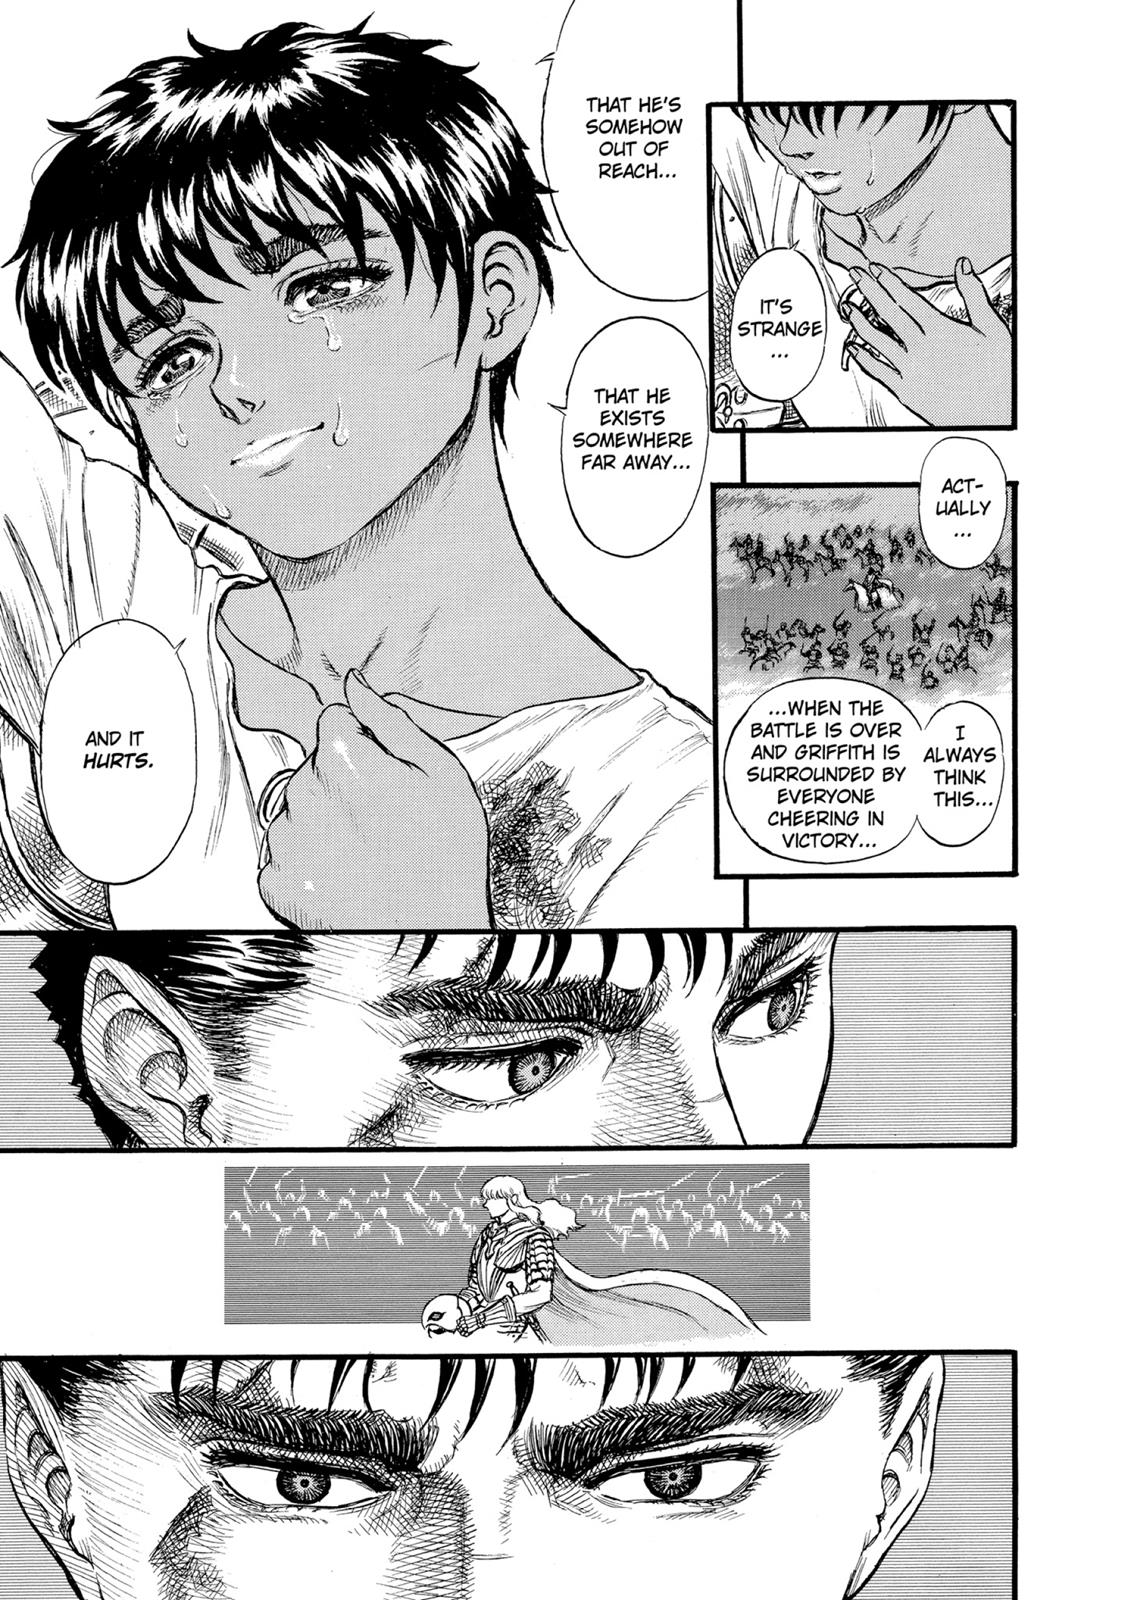 IT'S
STRANGE
...
ACT-
UALLY
...
I
ALWAYS
THINK
THIS...
...WHEN THE
BATTLE IS OVER
AND GRIFFITH IS
SURROUNDED BY
EVERYONE
CHEERING IN
VICTORY...
THAT HE'S
SOMEHOW
OUT OF
REACH...
THAT HE
EXISTS
SOMEWHERE
FAR AWAY...
AND IT
HURTS.